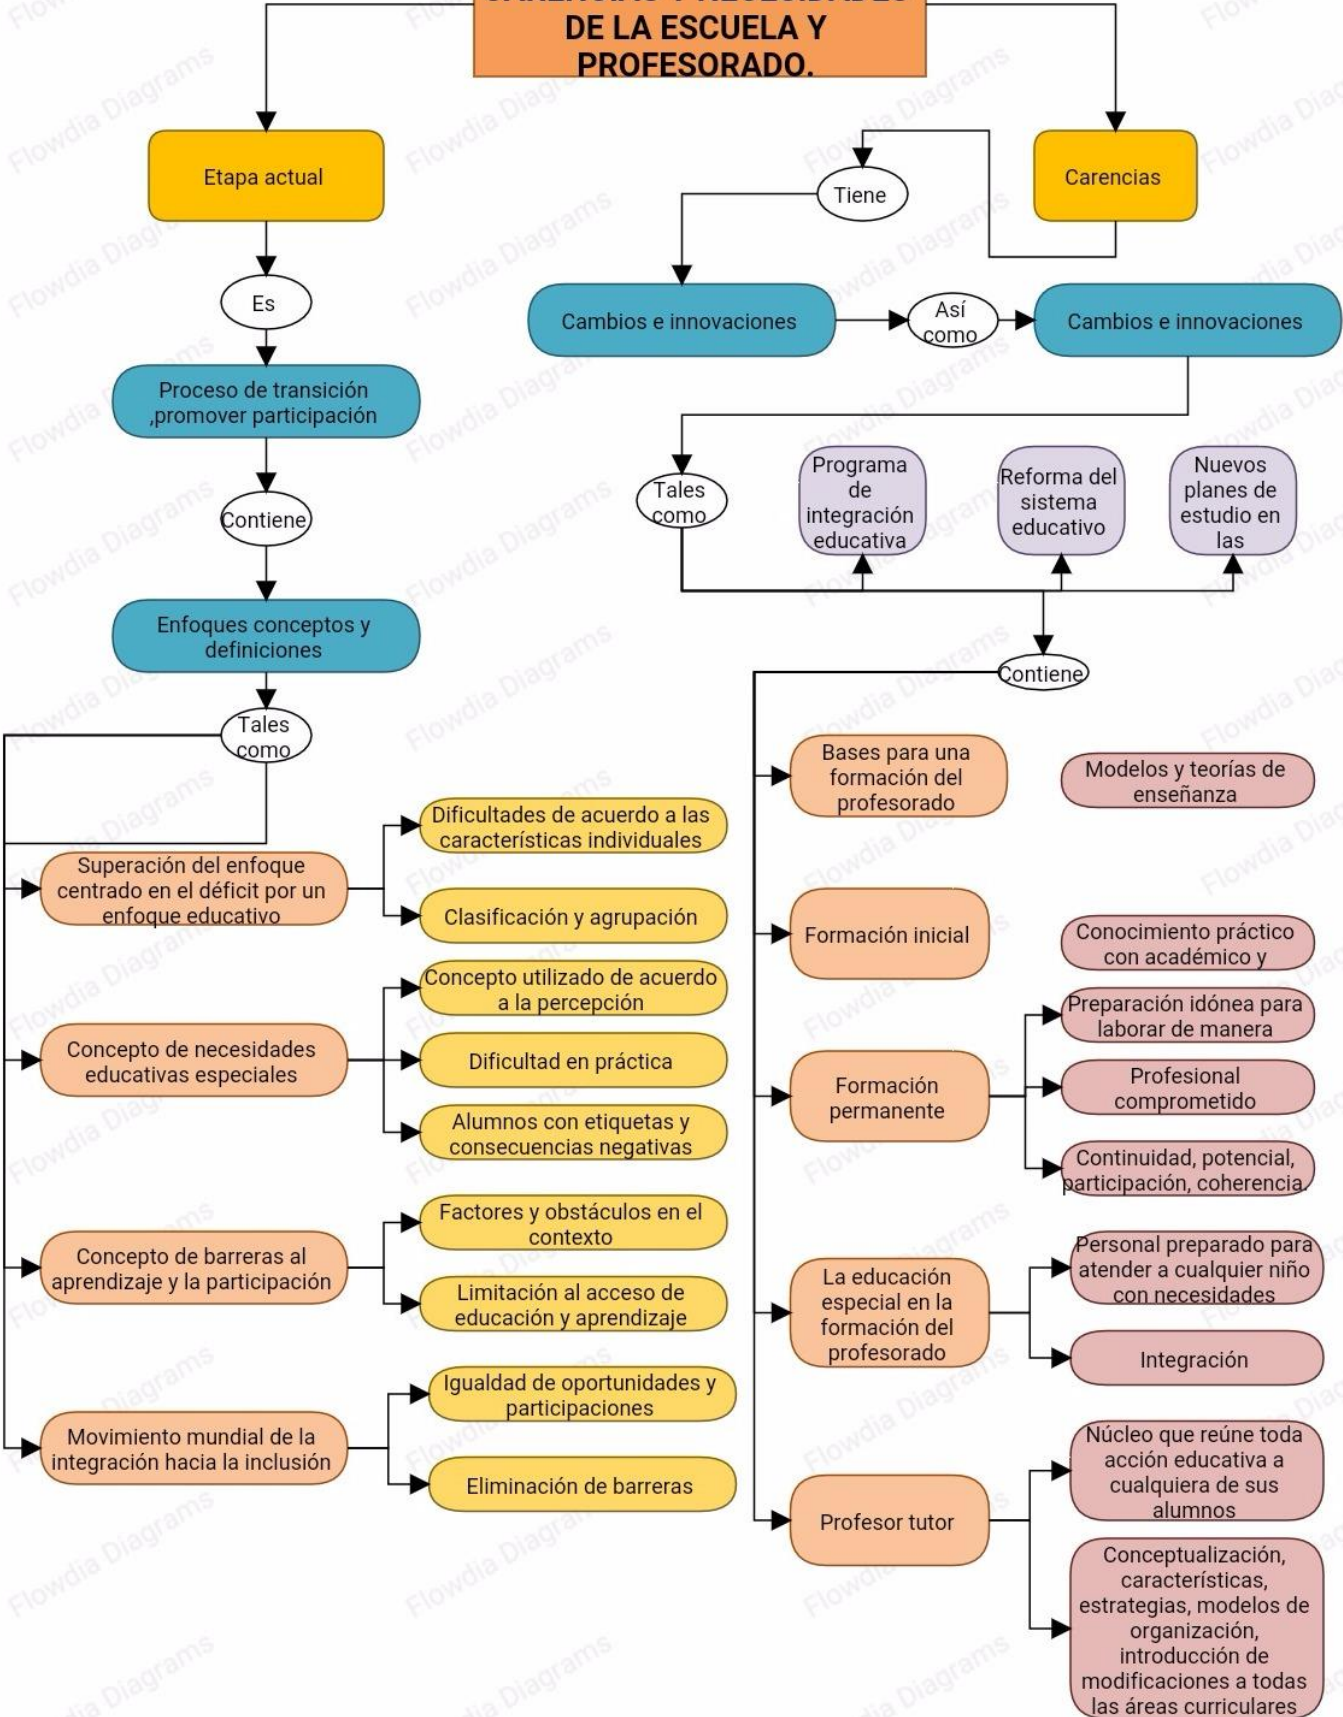 DE LA ESCUELA Y
PROFESORADO.
Etapa actual
Carencias
Tiene
Es
Cambios e innovaciones
Así
como
Cambios e innovaciones
Proceso de transición
,promover participación
Contiene
Tales
como
Programa
de
integración
educativa
Reforma del
sistema
educativo
Nuevos
planes de
estudio en
las
Enfoques conceptos y
definiciones
Contiene
Tales
como
Superación del enfoque
centrado en el déficit por un
enfoque educativo
Dificultades de acuerdo a las
características individuales
Clasificación y agrupación
Concepto de necesidades
educativas especiales
Concepto utilizado de acuerdo
a la percepción
Dificultad en práctica
Alumnos con etiquetas y
consecuencias negativas
Concepto de barreras al
aprendizaje y la participación
Factores y obstáculos en el
contexto
Limitación al acceso de
educación y aprendizaje
Movimiento mundial de la
integración hacia la inclusión
Igualdad de oportunidades y
participaciones
Eliminación de barreras
Bases para una
formación del
profesorado
Modelos y teorías de
enseñanza
Formación inicial
Conocimiento práctico
con académico y
Formación
permanente
Preparación idónea para
laborar de manera
Profesional
comprometido
Continuidad, potencial,
participación, coherencia.
La educación
especial en la
formación del
profesorado
Personal preparado para
atender a cualquier niño
con necesidades
Integración
Profesor tutor
Núcleo que reúne toda
acción educativa a
cualquiera de sus
alumnos
Conceptualización,
características,
estrategias, modelos de
organización,
introducción de
modificaciones a todas
las áreas curriculares
Flowdia Diagrams